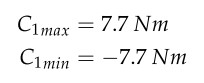 C₁ₘₐₓ = 7.7 Nm
C₁ₘᵢₙ = −7.7 Nm